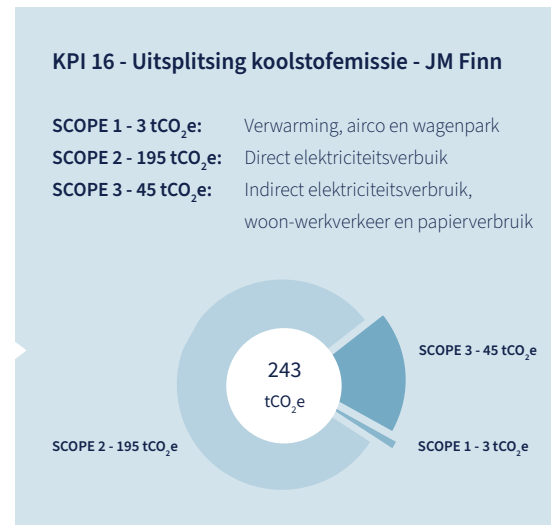 KPI 16 - Uitsplitsing koolstofemissie - JM Finn
SCOPE 1 - 3 tCO₂e: Verwarming, airco en wagenpark
SCOPE 2 - 195 tCO₂e: Direct elektriciteitsverbuik
SCOPE 3 - 45 tCO₂e: Indirect elektriciteitsverbruik,
woon-werkverkeer en papierverbruik
243
tCO₂e
SCOPE 3 - 45 tCO₂e
SCOPE 2 - 195 tCO₂e
SCOPE 1 - 3 tCO₂e